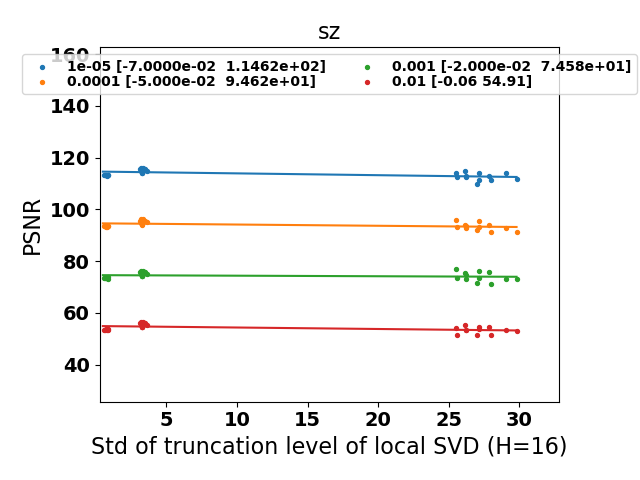 sz
160
1e-05 [-7.0000e-02 1.1462e+02]
0.0001 [-5.000e-02 9.462e+01]
0.001 [-2.000e-02 7.458e+01]
0.01 [-0.06 54.91]
140
120
100
80
60
40
PSNR
5 10 15 20 25 30
Std of truncation level of local SVD (H=16)